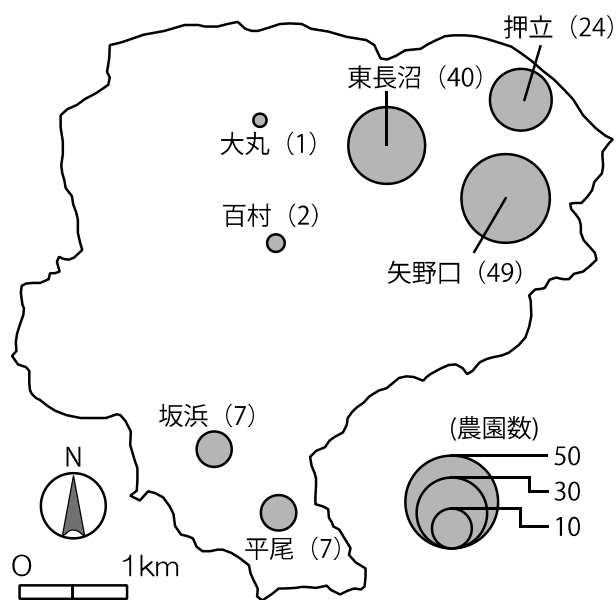 押立（24）
東長沼（40）
大丸（1）
百村（2）
矢野口（49）
坂浜（7）
平尾（7）
(農園数)
50
30
10
N
0 1km